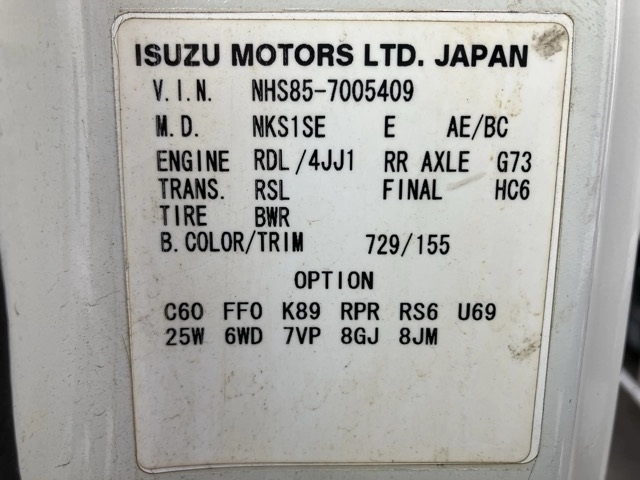 ISUZU MOTORS LTD. JAPAN
V.I.N. NHS85-7005409
M.D. NKS1SE E AE/BC
ENGINE RDL/4JJ1 RR AXLE G73
TRANS. RSL FINAL HC6
TIRE BWR
B.COLOR/TRIM 729/155
OPTION
C60 FF0 K89 RPR RS6 U69
25W 6WD 7VP 8GJ 8JM